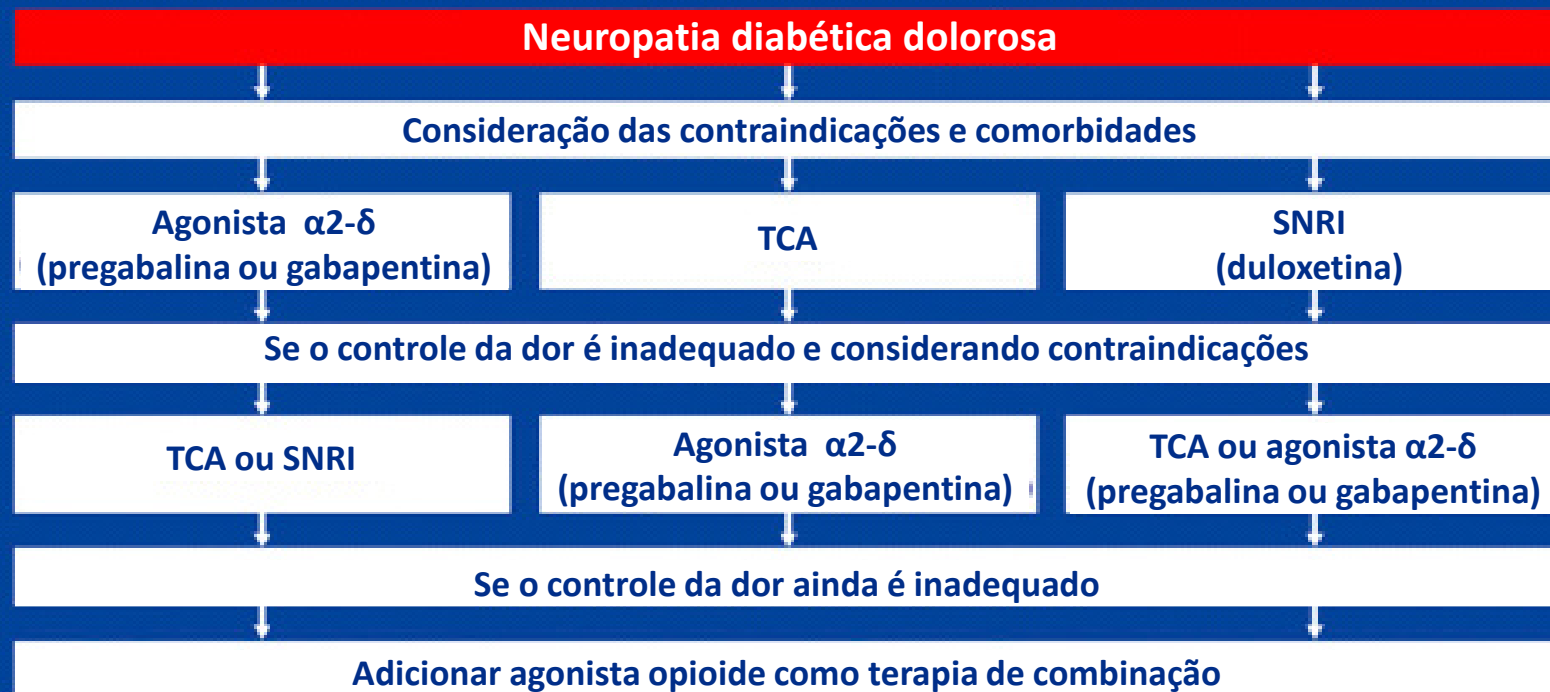 Neuropatia diabética dolorosa
Consideração das contraindicações e comorbidades
Agonista α2-δ
(pregabalina ou gabapentina)
TCA
SNRI
(duloxetina)
Se o controle da dor é inadequado e considerando contraindicações
TCA ou SNRI
Agonista α2-δ
(pregabalina ou gabapentina)
TCA ou agonista α2-δ
(pregabalina ou gabapentina)
Se o controle da dor ainda é inadequado
Adicionar agonista opioide como terapia de combinação